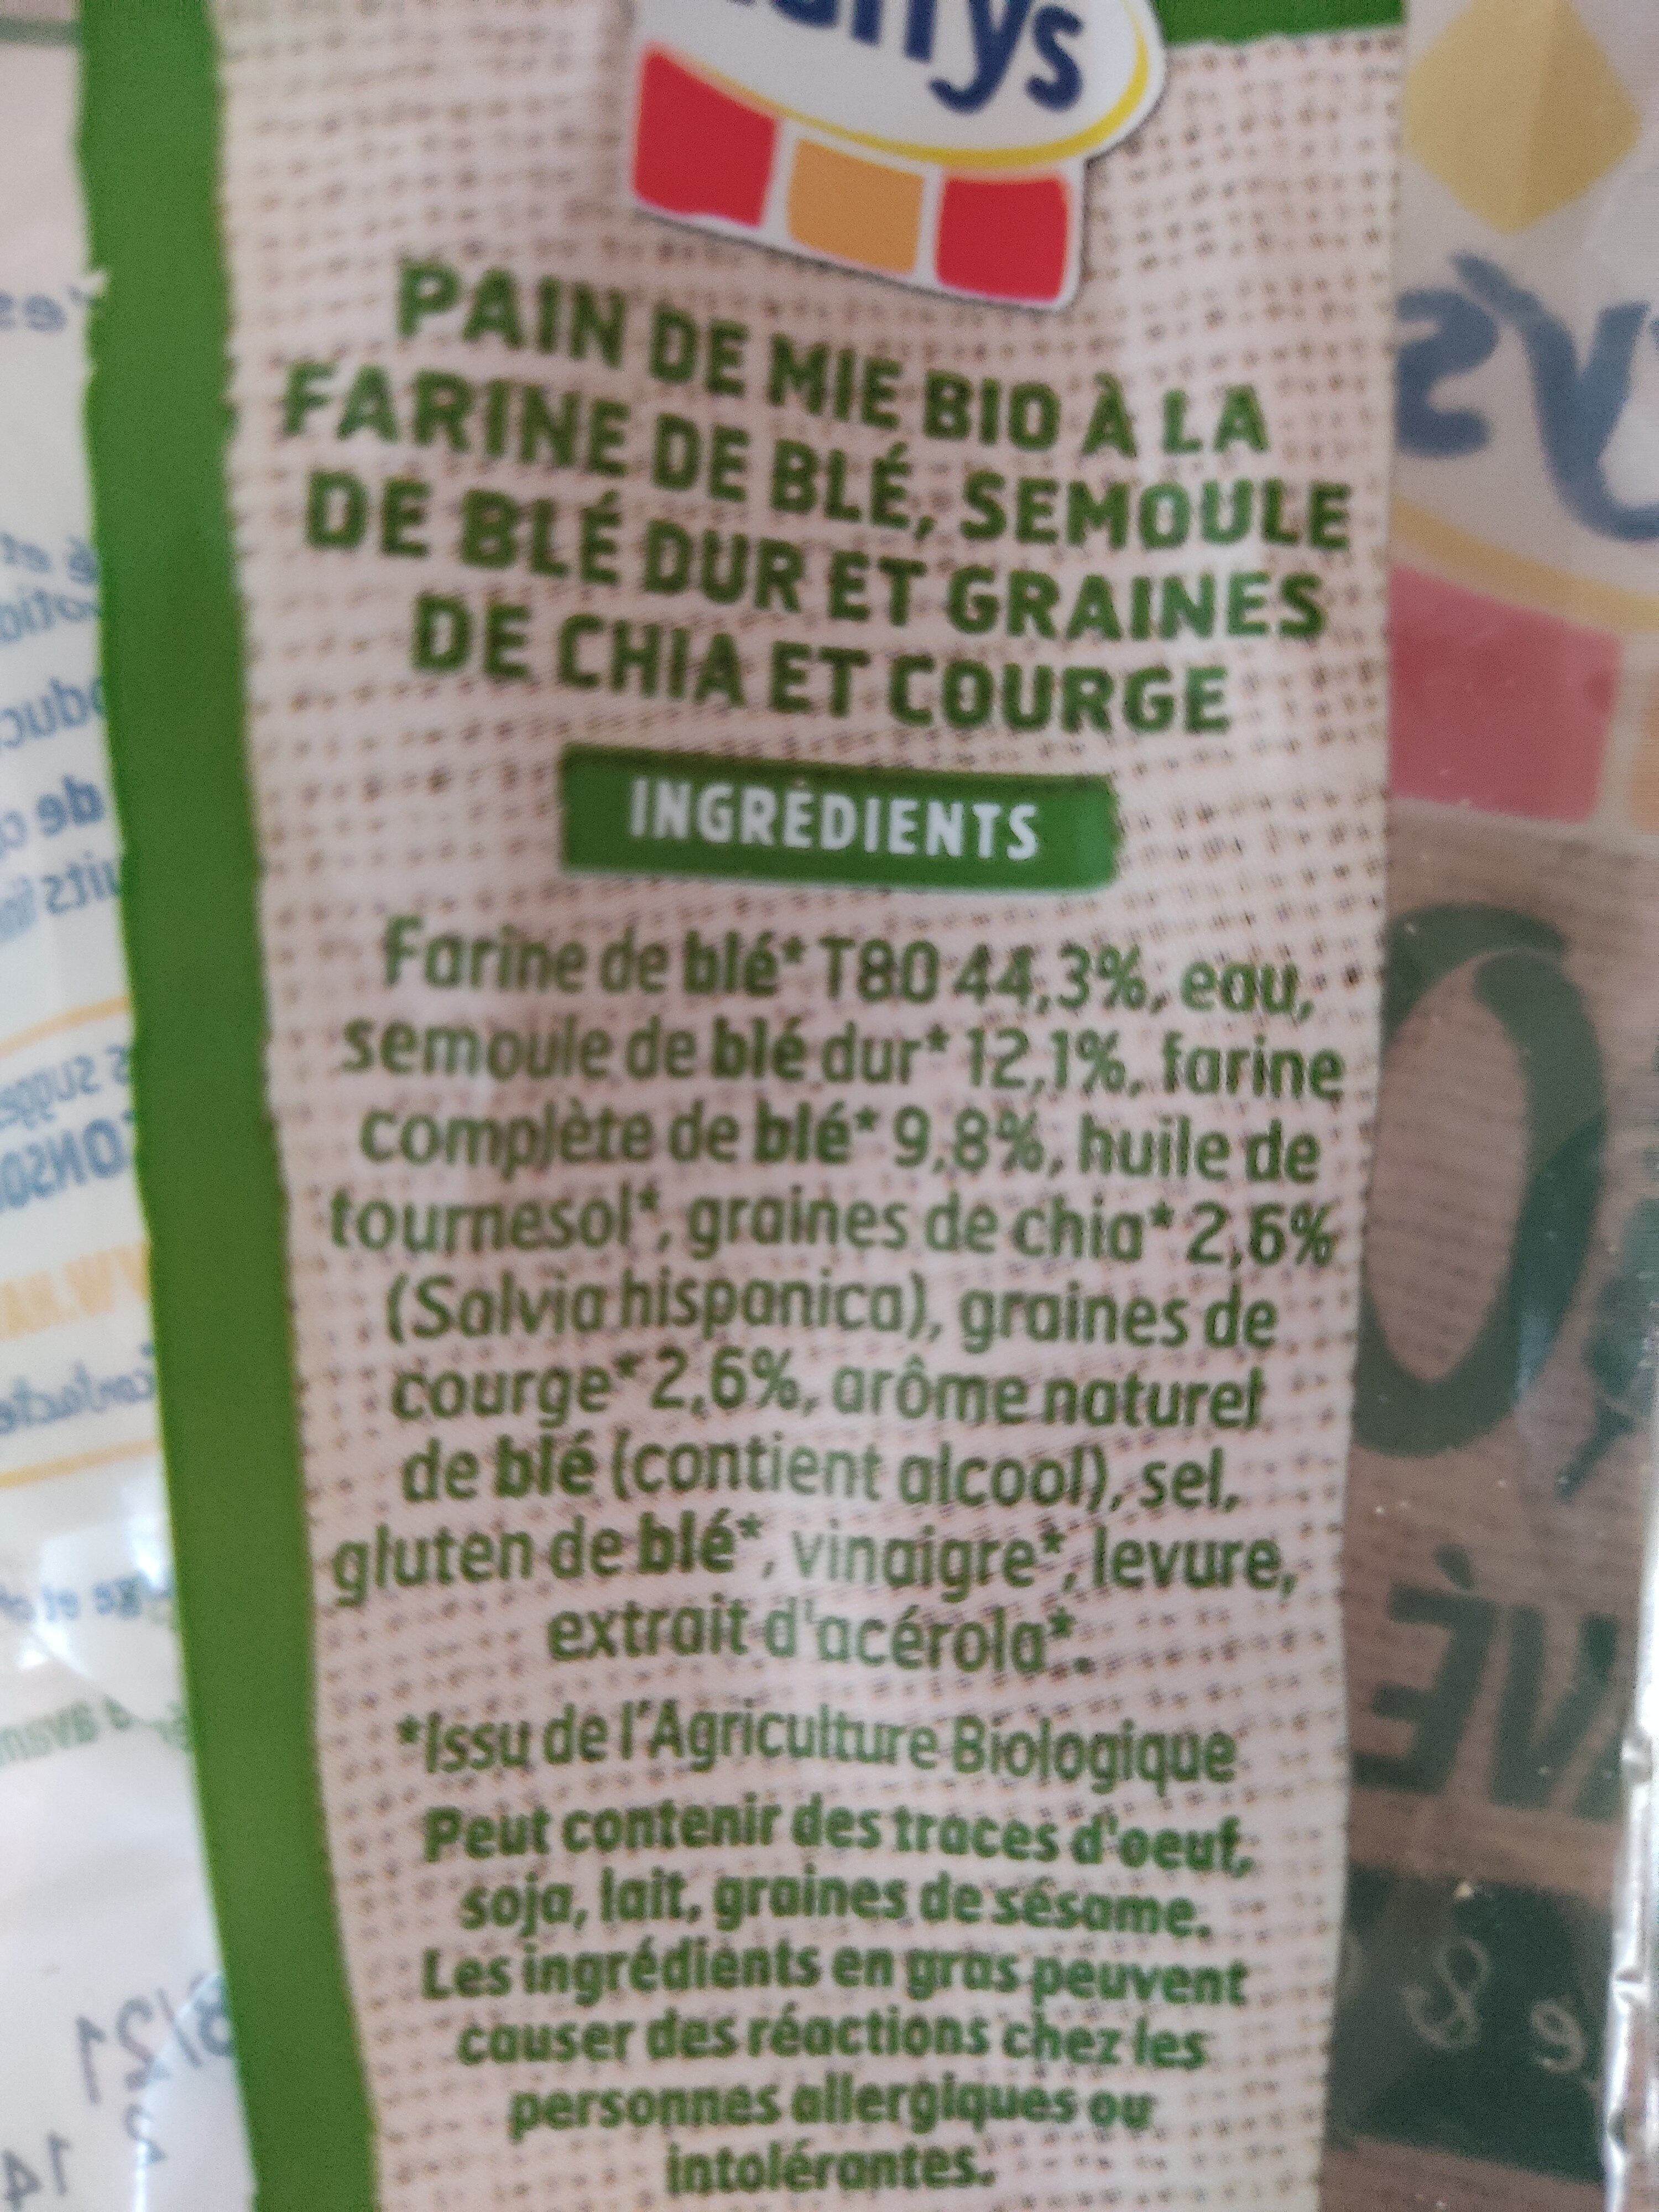 PAIN DE MIE BIO À LA
FARINE DE BLÉ, SEMOULE
DE BLÉ DUR ET GRAINES
DE CHIA ET COURGE
INGRÉDIENTS
Farine de blé* T80 44,3%, eau,
semoule de blé dur* 12,1%, farine
complète de blé* 9,8%, huile de
tournesol*, graines de chia* 2,6%
(Salvia hispanica), graines de
courge* 2,6%, arôme naturel
de blé (contient alcool), sel,
gluten de blé*, vinaigre*, levure,
extrait d'acérola*.
*Issu de l'Agriculture Biologique
Peut contenir des traces d'oeuf,
soja, lait, graines de sésame.
Les ingrédients en gras peuvent
causer des réactions chez les
personnes allergiques ou
intolérantes.